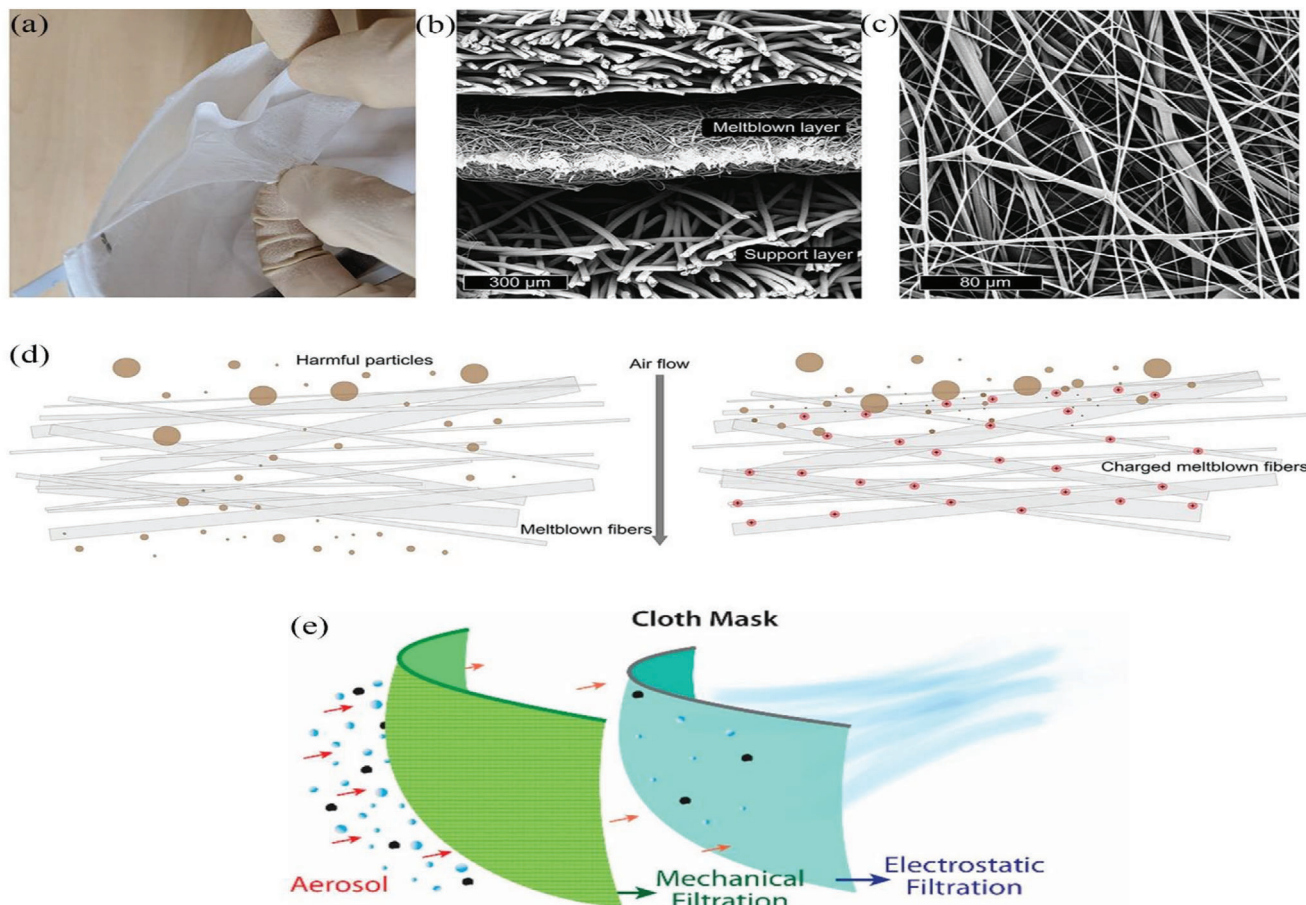 (a)
(b)
(c)
Meltblown layer
Support layer
300 µm
80 µm
(d)
Harmful particles
Air flow
Meltblown fibers
Charged meltblown fibers
(e)
Cloth Mask
Aerosol
Mechanical
Filtration
Electrostatic
Filtration